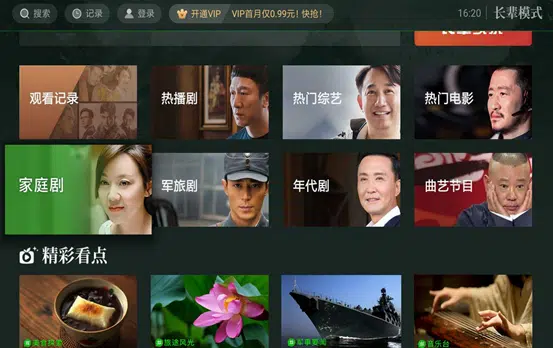 搜索 记录 登录 开通VIP VIP首月仅0.99元！快抢！ 16:20 长辈模式
观看记录 热播剧 热门综艺 热门电影
家庭剧 军旅剧 年代剧 曲艺节目
精彩看点
美食探索 旅途风光 军事要闻 音乐台